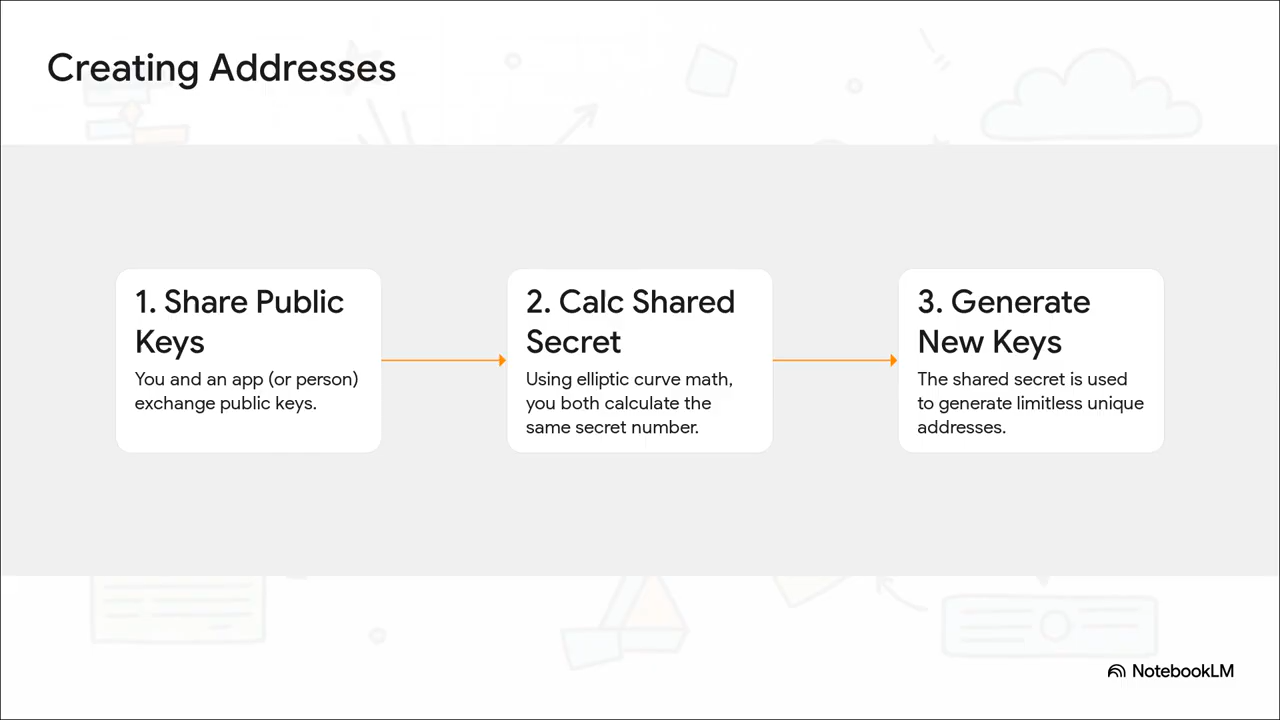 Creating Addresses
1. Share Public
Keys
You and an app (or person)
exchange public keys.
2. Calc Shared
Secret
Using elliptic curve math,
you both calculate the
same secret number.
3. Generate
New Keys
The shared secret is used
to generate limitless unique
addresses.
NotebookLM